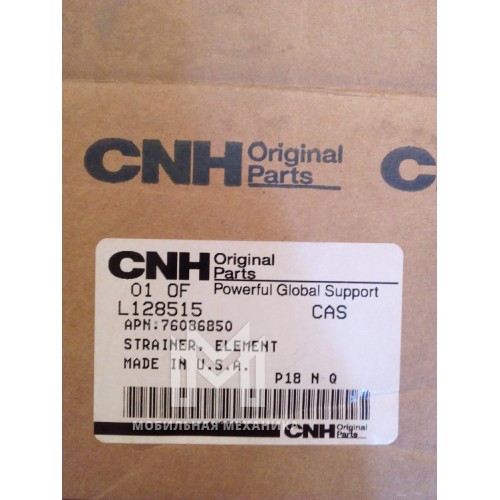 CNH Original Parts
C
CNH Original Parts
01 OF Powerful Global Support
L128515 CAS
APN:76086850
STRAINER, ELEMENT
MADE IN U.S.A.
P18 N Q
МОБИЛЬНАЯ МЕХАНИКА
CNH Original Parts